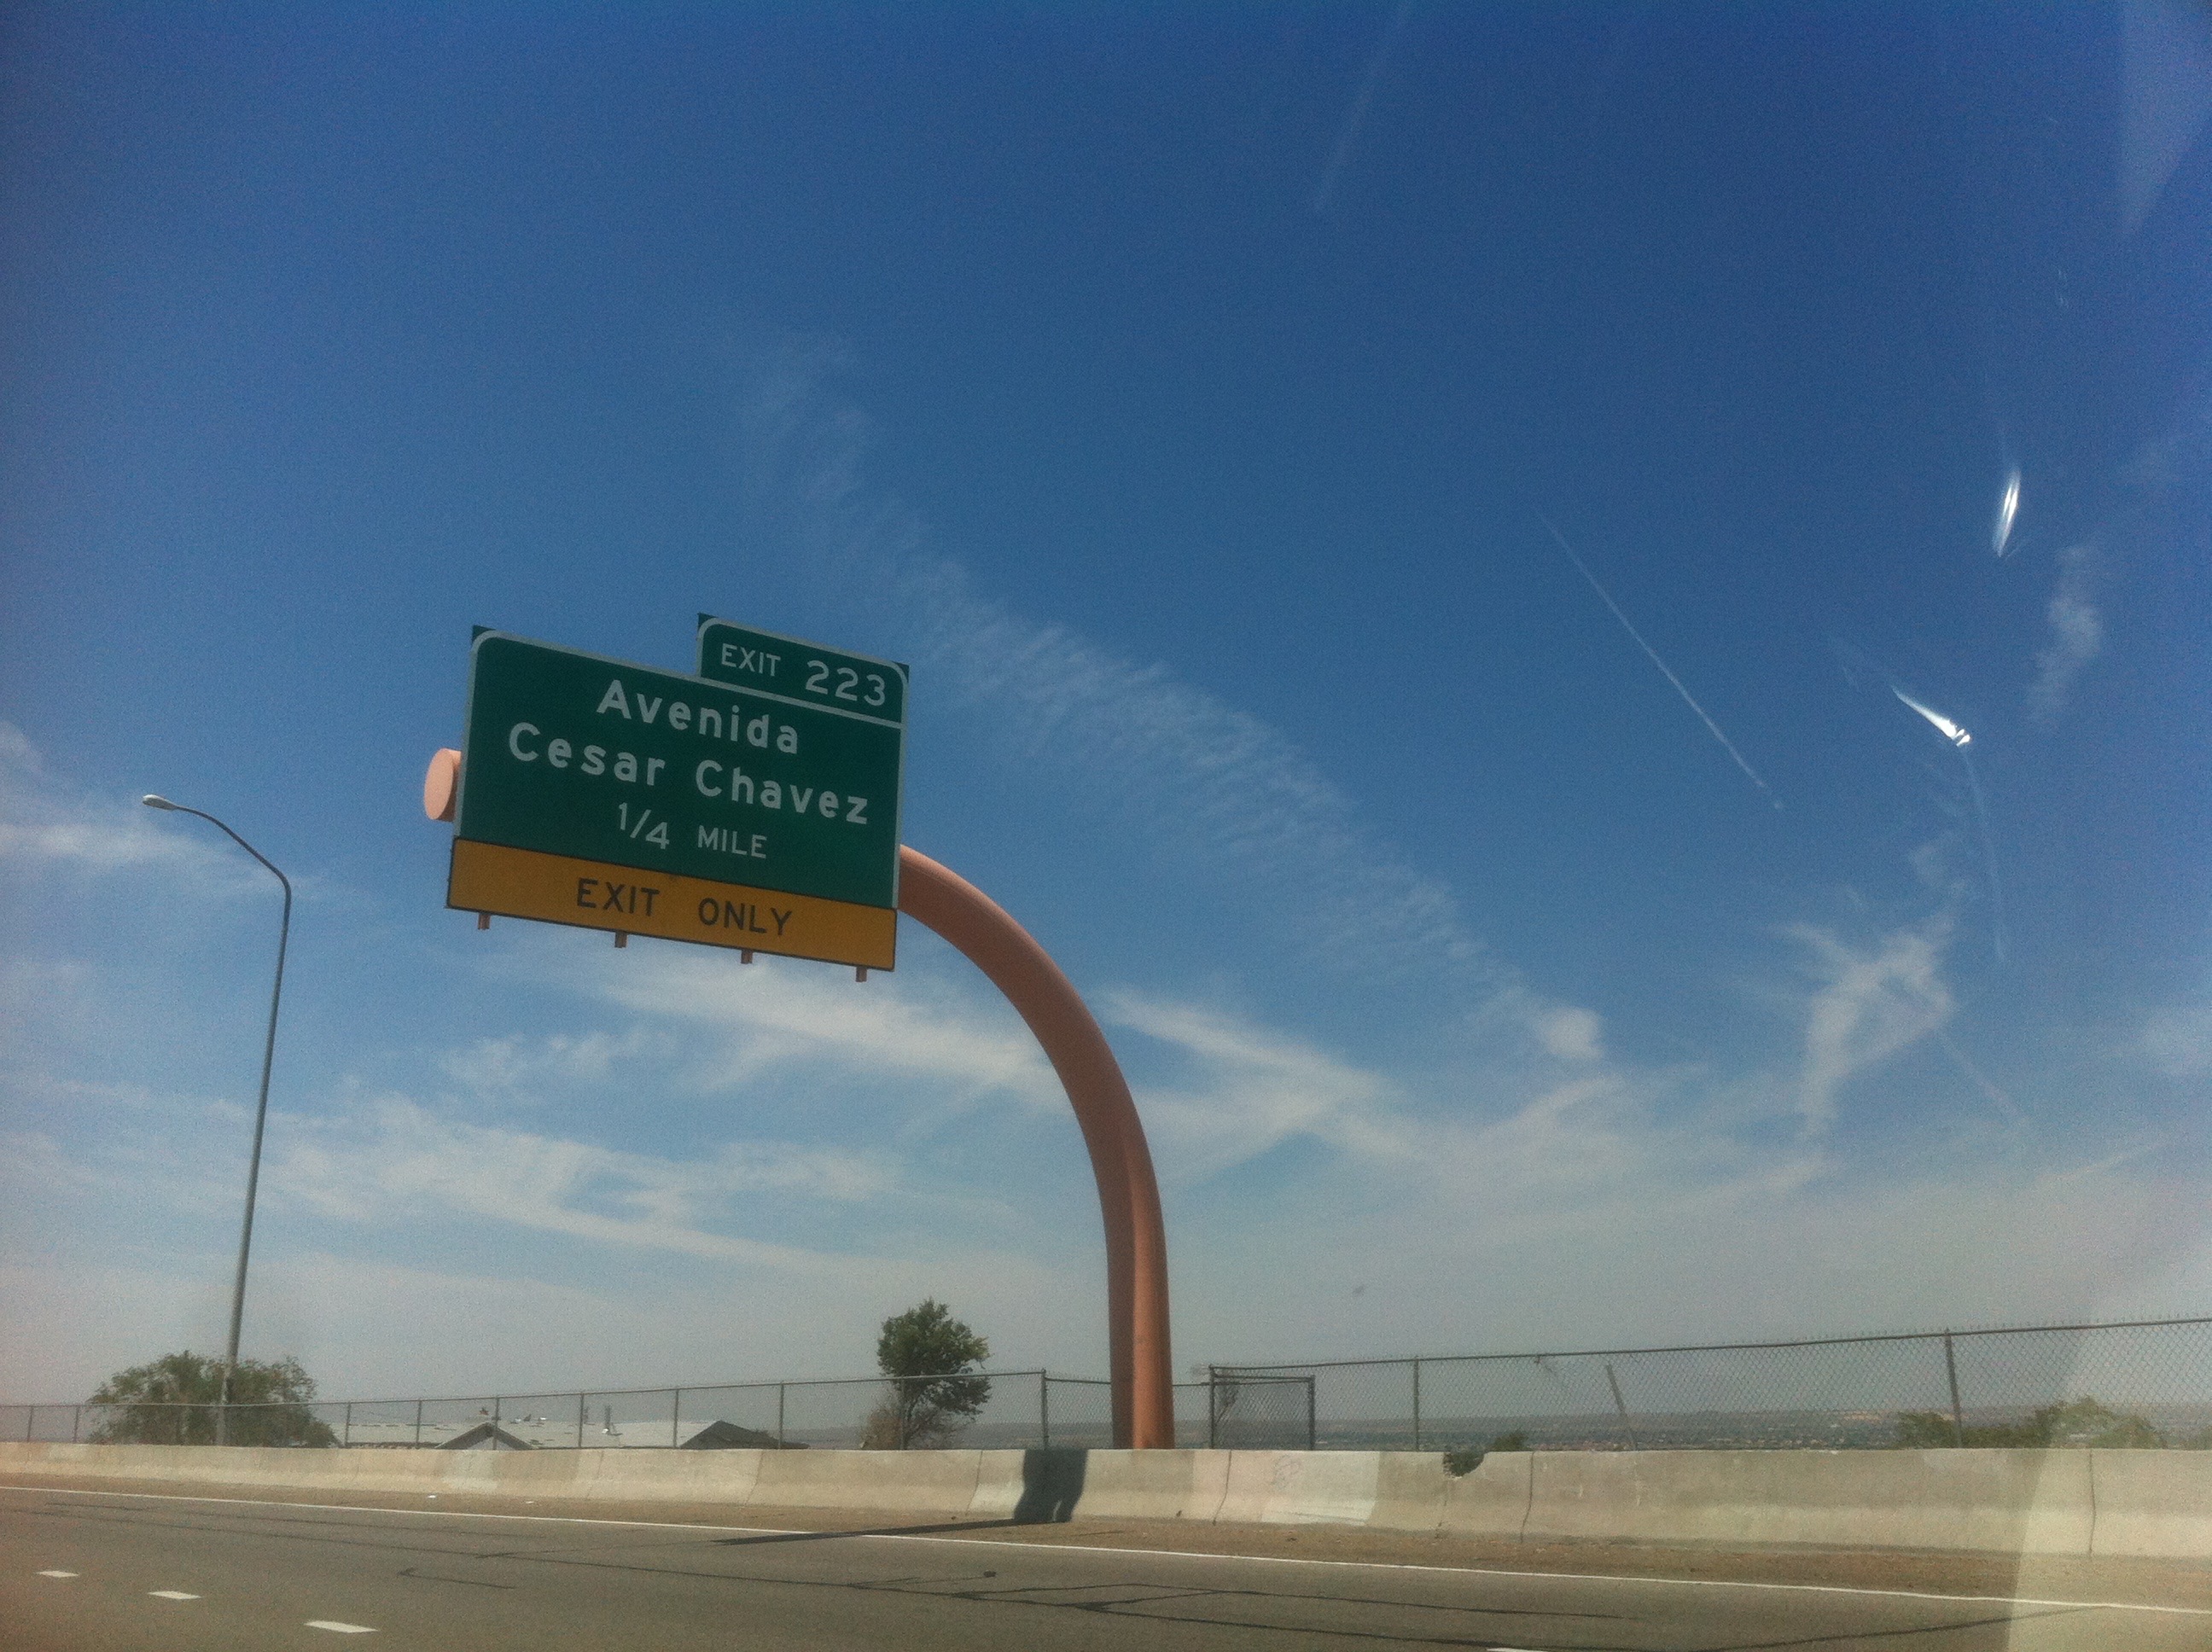 EXIT 223
Avenida
Cesar Chavez
1/4 MILE
EXIT ONLY